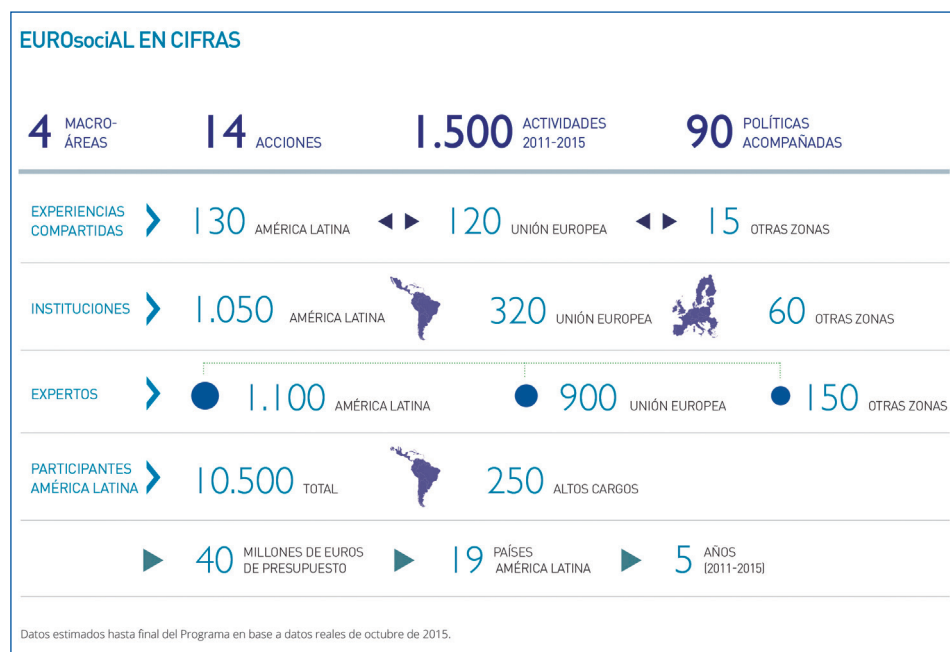 EUROsociAL EN CIFRAS
4 MACRO-
ÁREAS
14 ACCIONES
1.500 ACTIVIDADES
2011-2015
90 POLÍTICAS
ACOMPAÑADAS
EXPERIENCIAS
COMPARTIDAS
130 AMÉRICA LATINA
120 UNIÓN EUROPEA
15 OTRAS ZONAS
INSTITUCIONES
1.050 AMÉRICA LATINA
320 UNIÓN EUROPEA
60 OTRAS ZONAS
EXPERTOS
1.100 AMÉRICA LATINA
900 UNIÓN EUROPEA
150 OTRAS ZONAS
PARTICIPANTES
AMÉRICA LATINA
10.500 TOTAL
250 ALTOS CARGOS
40 MILLONES DE EUROS
DE PRESUPUESTO
19 PAÍSES
AMÉRICA LATINA
5 AÑOS
(2011-2015)
Datos estimados hasta final del Programa en base a datos reales de octubre de 2015.